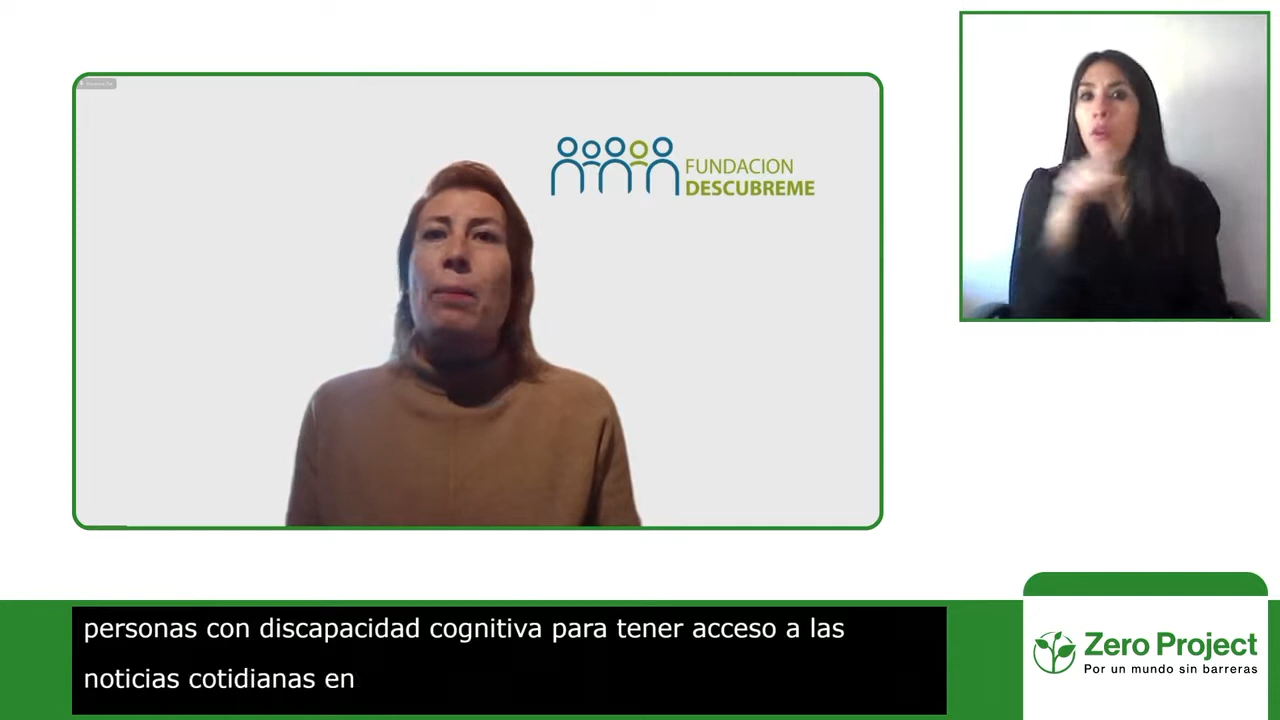 FUNDACION
DESCUBREME
personas con discapacidad cognitiva para tener acceso a las
noticias cotidianas en
Zero Project
Por un mundo sin barreras